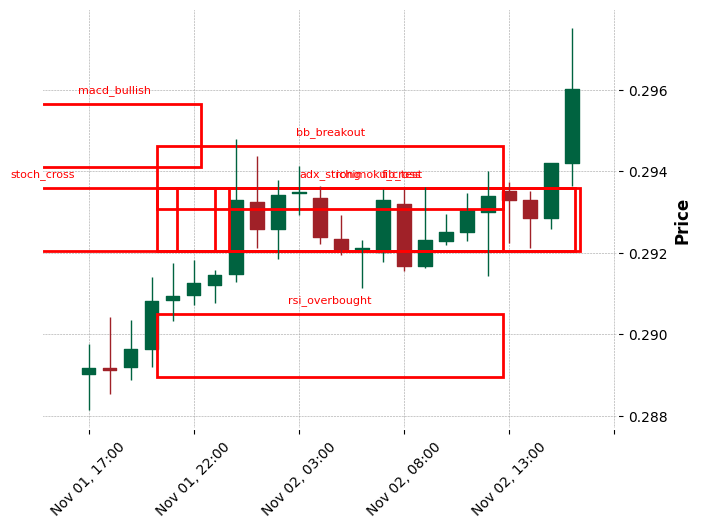 macd_bullish
0.296
bb_breakout
0.294
stoch_cross
adx_strong
0.292
rsi_overbought
0.290
0.288
Price
Nov 01, 17:00
Nov 01, 22:00
Nov 02, 03:00
Nov 02, 08:00
Nov 02, 13:00